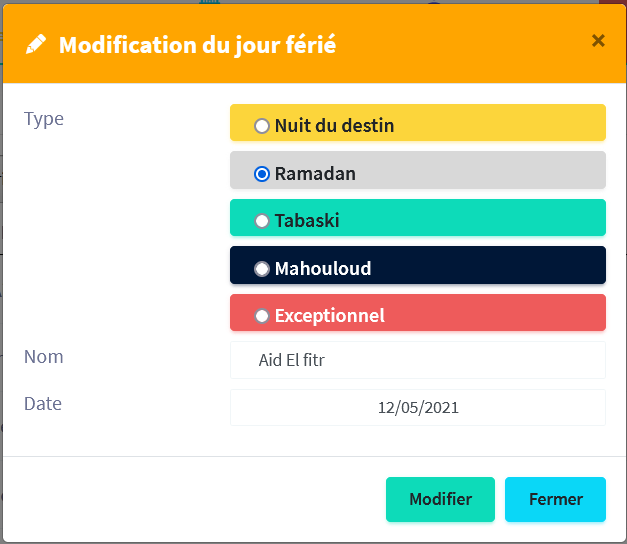 Modification du jour férié
×
Type
Nuit du destin
Ramadan
Tabaski
Mahouloud
Exceptionnel
Nom
Aid El fitr
Date
12/05/2021
Modifier
Fermer